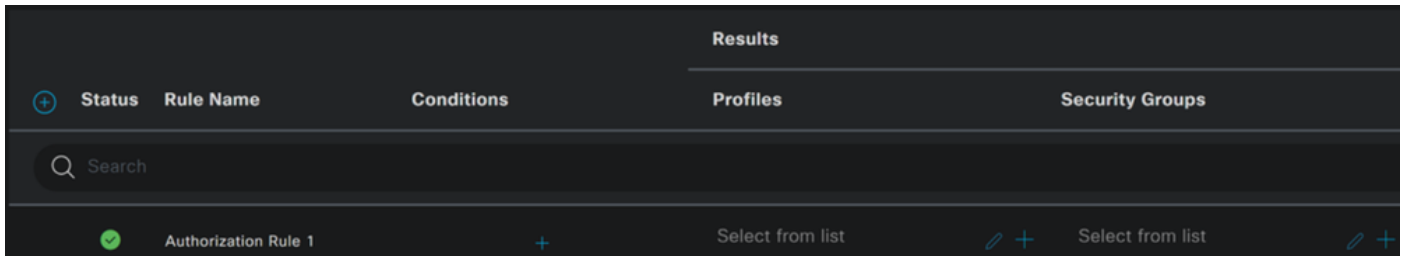 Results
Status Rule Name Conditions Profiles Security Groups
Search
Authorization Rule 1 Select from list Select from list